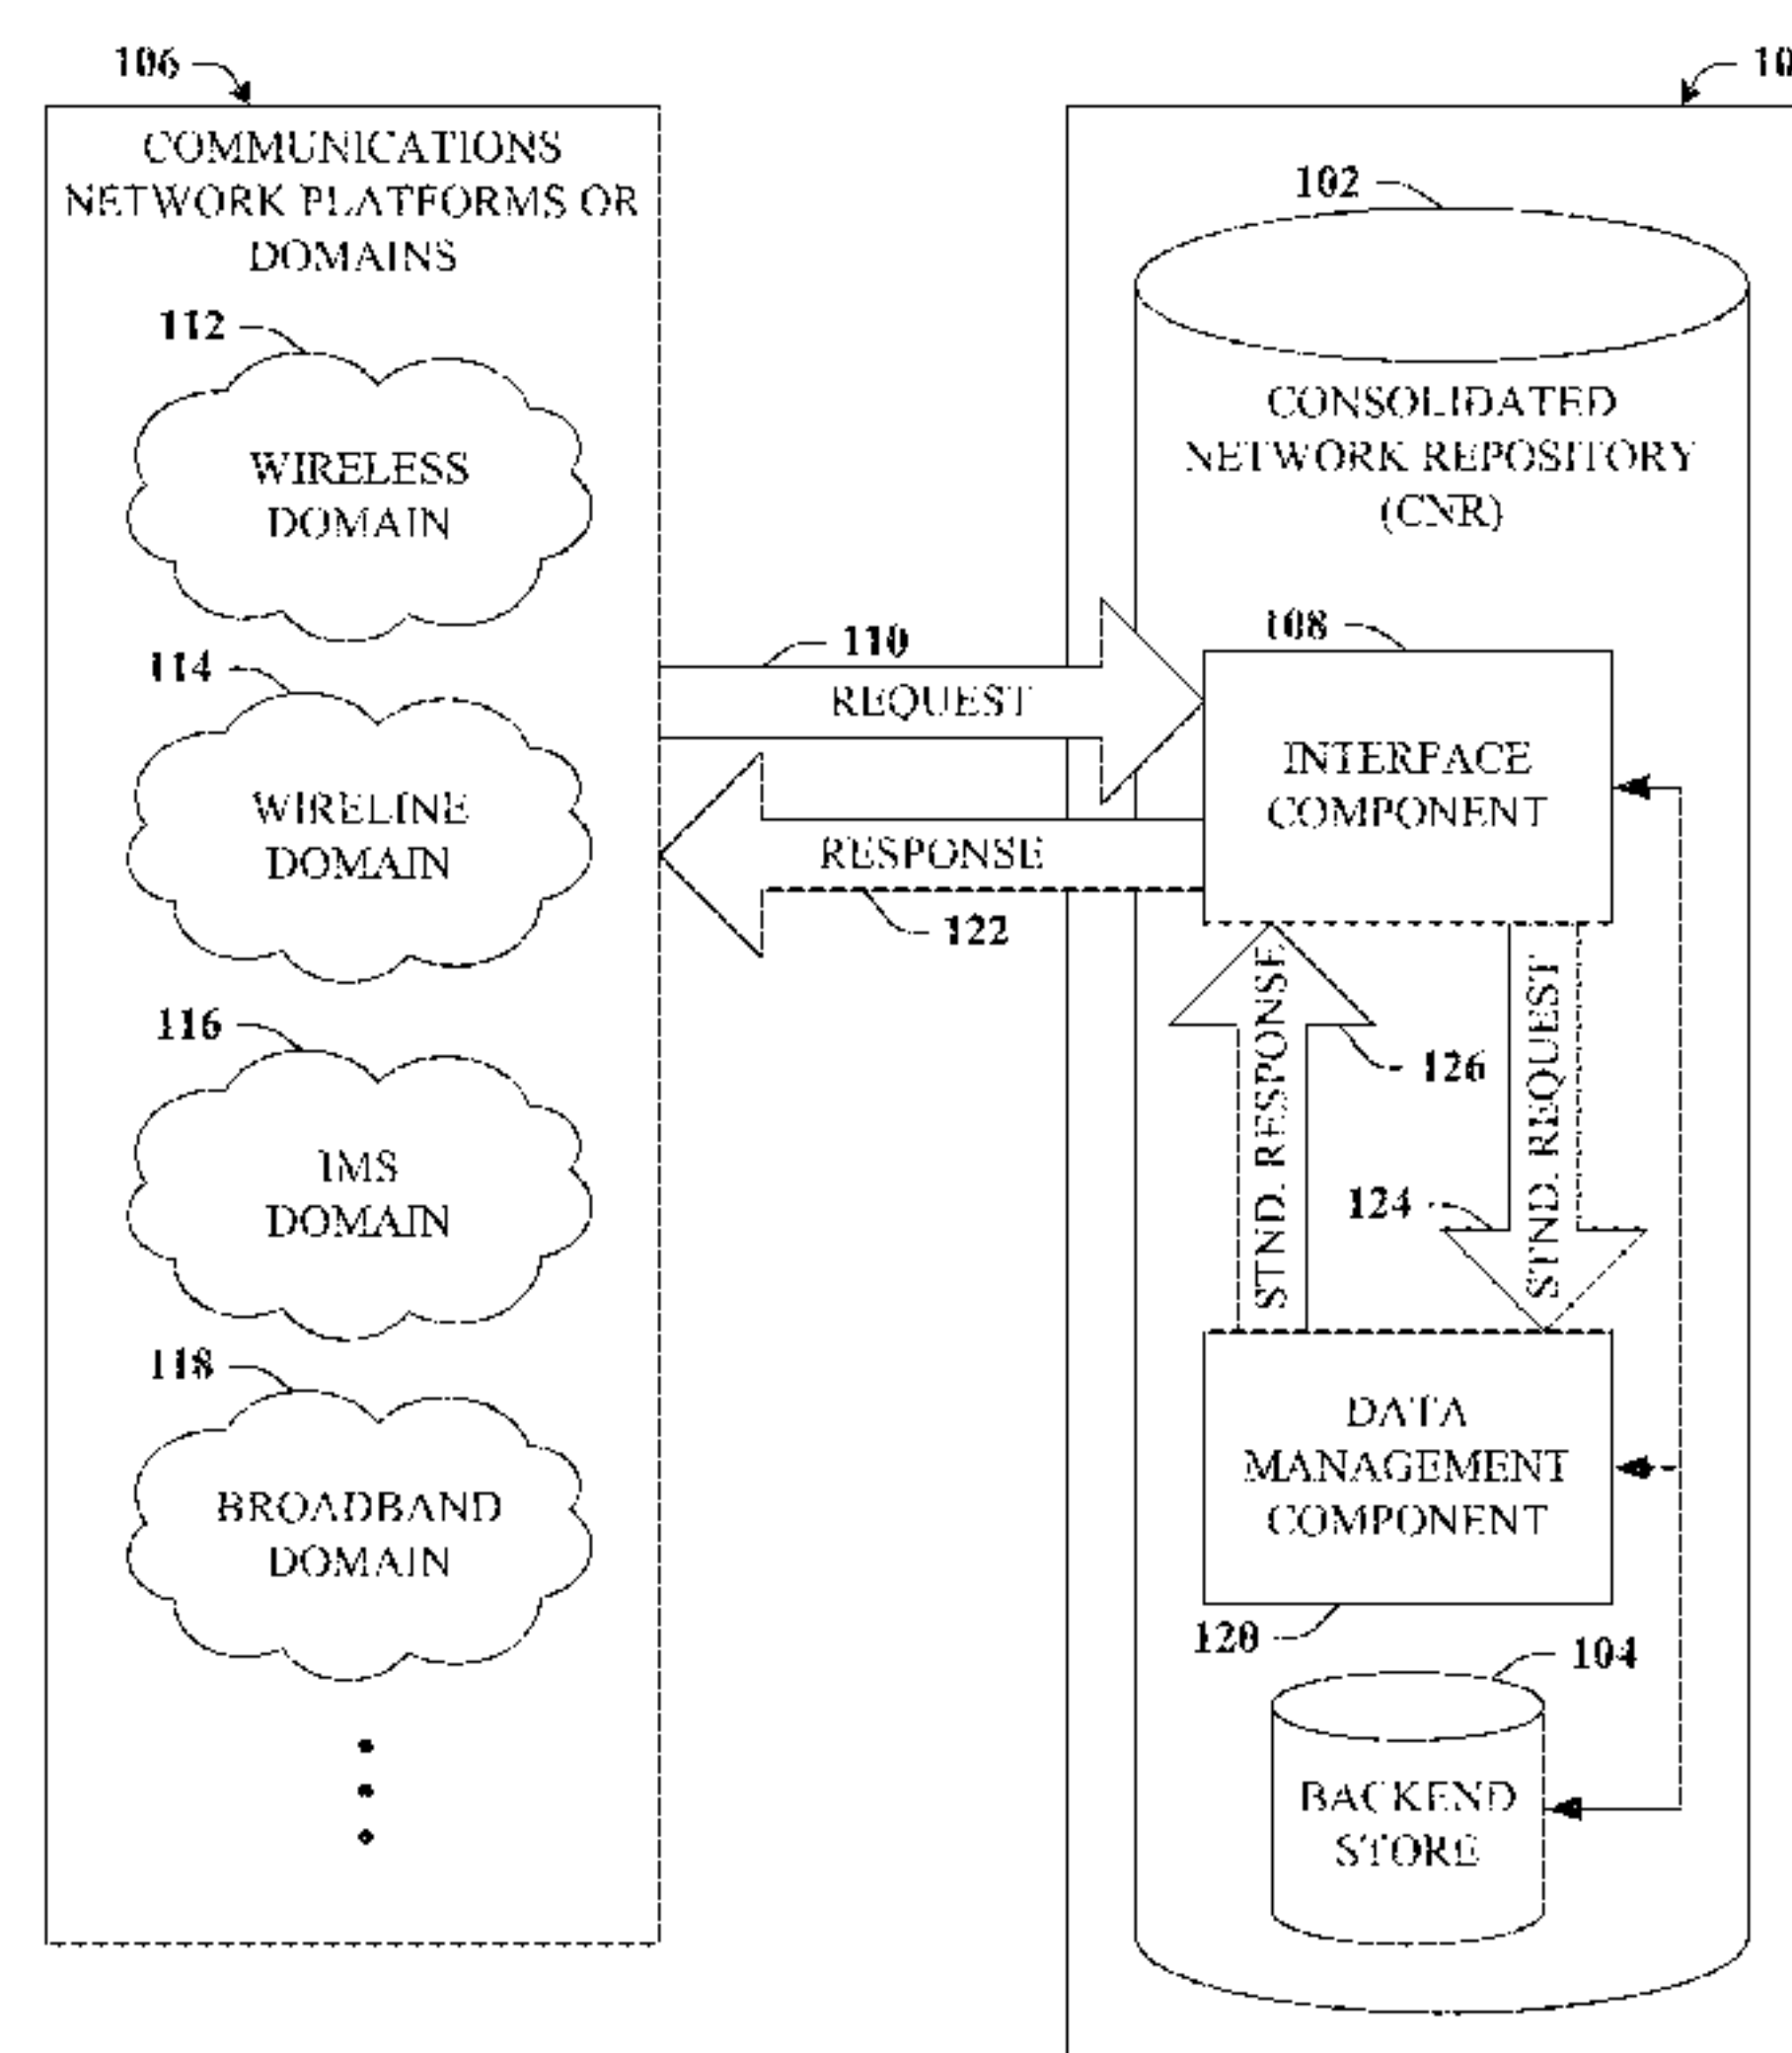 106
COMMUNICATIONS
NETWORK PLATFORMS OR
DOMAINS
112
WIRELESS
DOMAIN
114
WIRELINE
DOMAIN
116
IMS
DOMAIN
118
BROADBAND
DOMAIN
110
REQUEST
RESPONSE
122
10
102
CONSOLIDATED
NETWORK REPOSITORY
(CNR)
108
INTERFACE
COMPONENT
STND. RESPONSE
126
STND. REQUEST
124
DATA
MANAGEMENT
COMPONENT
120
104
BACKEND
STORE